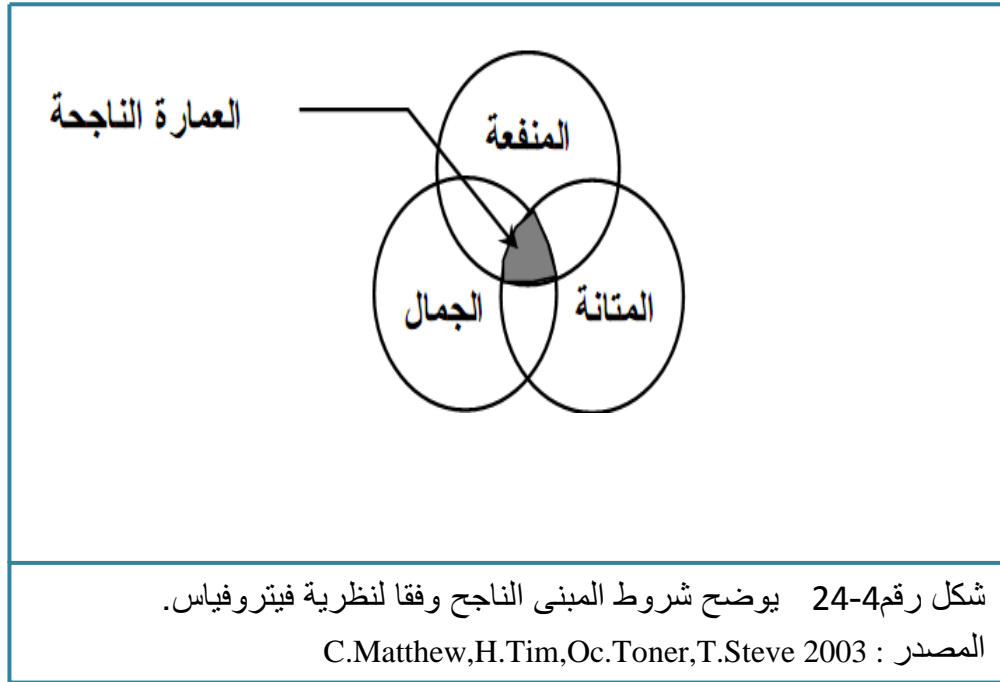 العمارة الناجحة
المنفعة
الجمال
المتانة
شكل رقم4-24 يوضح شروط المبنى الناجح وفقا لنظرية فيتروفياس.
المصدر : C.Matthew,H.Tim,Oc.Toner,T.Steve 2003